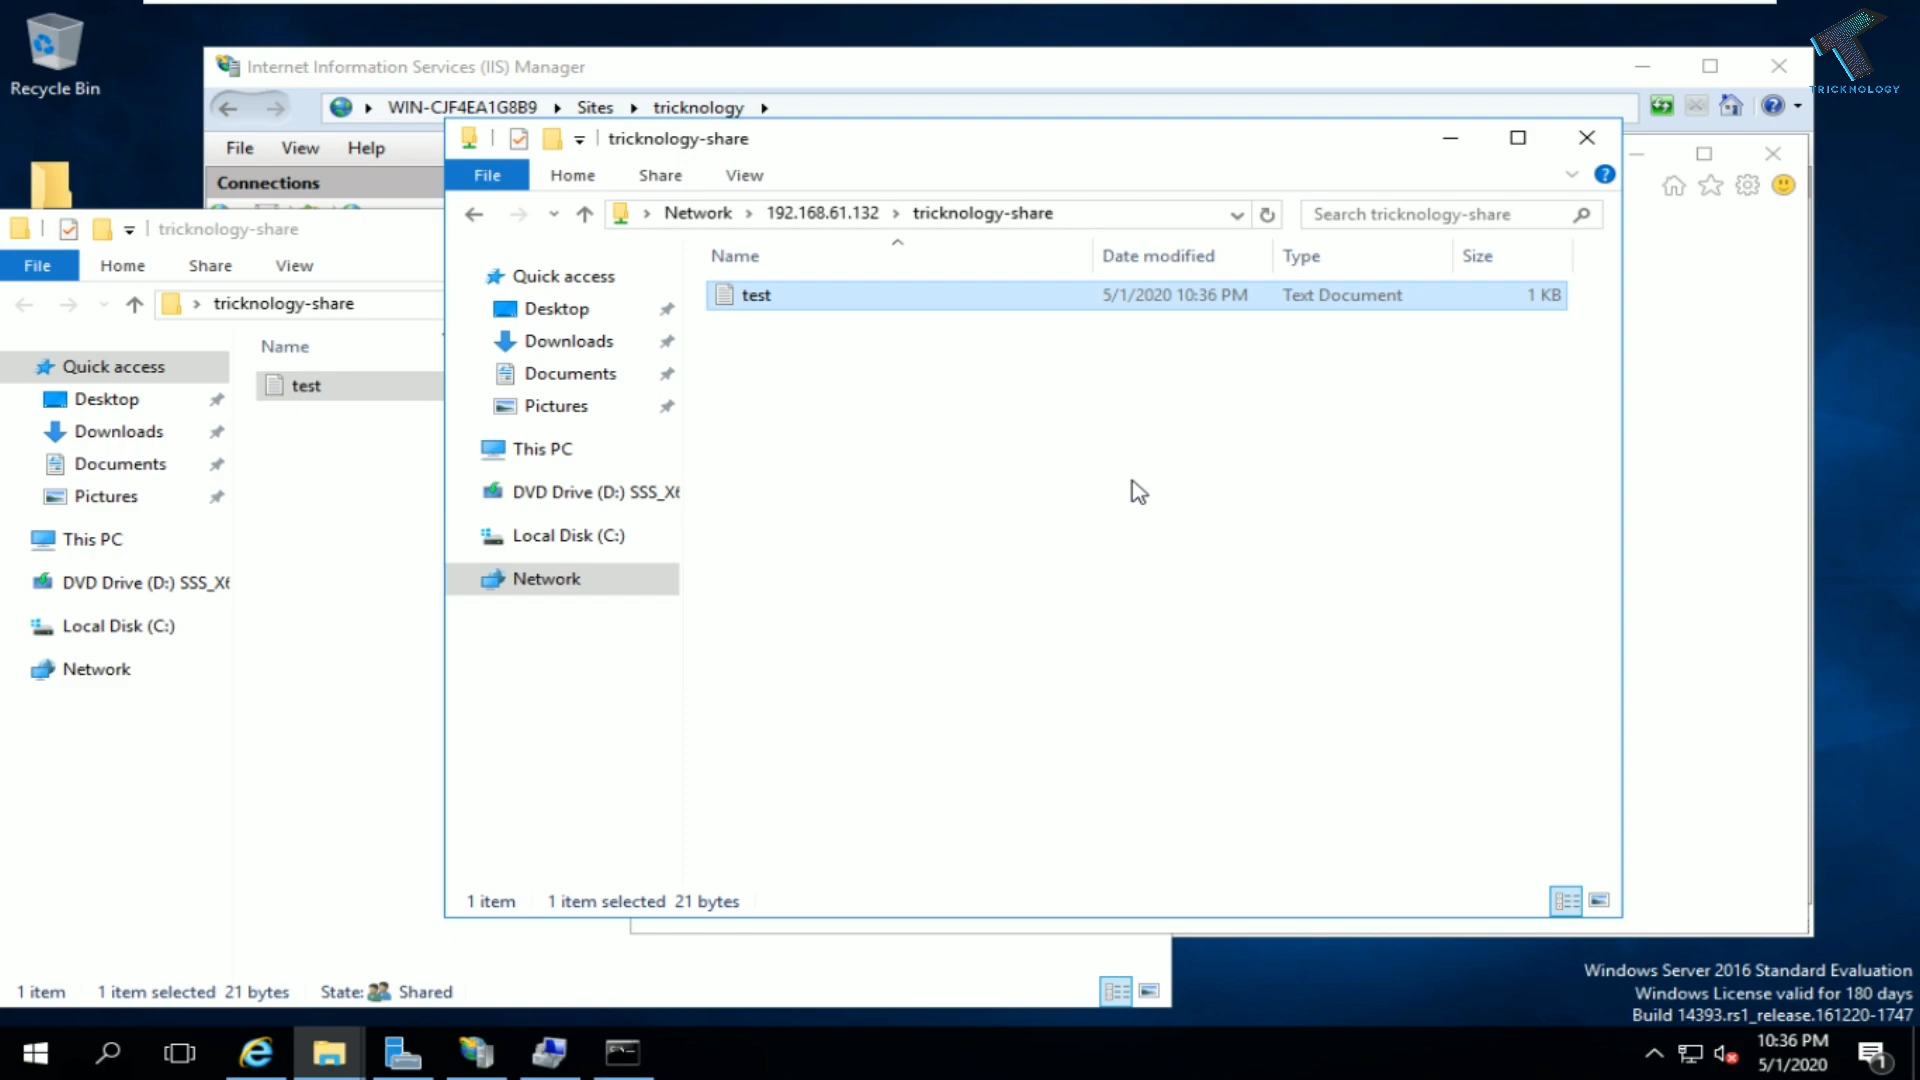 Recycle Bin
Internet Information Services (IIS) Manager
WIN-CJF4EA1G8B9
Sites
tricknology
File
View
Help
Connections
TRICKNOLOGY
tricknology-share
File
Home
Share
View
tricknology-share
Quick access
Desktop
Downloads
Documents
Pictures
This PC
DVD Drive (D:) SSS_X6
Local Disk (C:)
Network
Name
test
1 item
1 item selected 21 bytes
State:
Shared
tricknology-share
File
Home
Share
View
Network
192.168.61.132
tricknology-share
Search tricknology-share
Quick access
Desktop
Downloads
Documents
Pictures
This PC
DVD Drive (D:) SSS_X6
Local Disk (C:)
Network
Name
Date modified
Type
Size
test
5/1/2020 10:36 PM
Text Document
1 KB
1 item
1 item selected 21 bytes
Windows Server 2016 Standard Evaluation
Windows License valid for 180 days
Build 14393.rs1_release.161220-1747
10:36 PM
5/1/2020
1